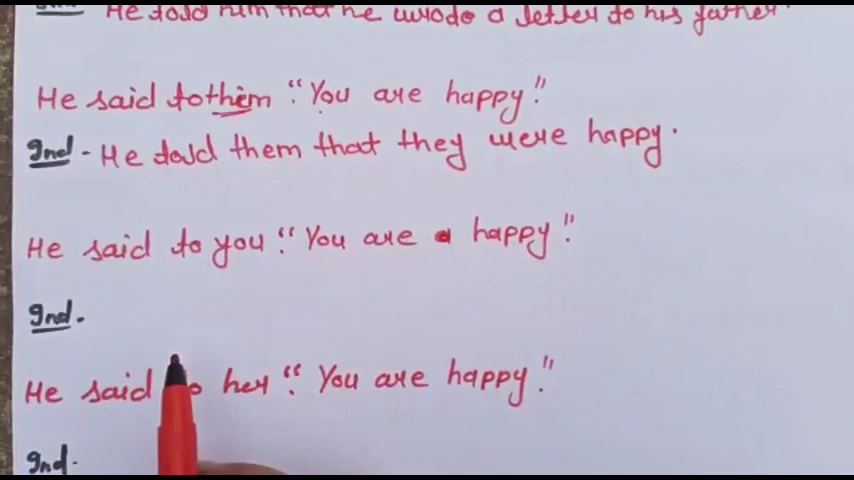 He told him that he wrote a letter to his father.
He said to them "You are happy."
Ind - He told them that they were happy.
He said to you "You are happy."
Ind.
He said to her "You are happy."
Ind.